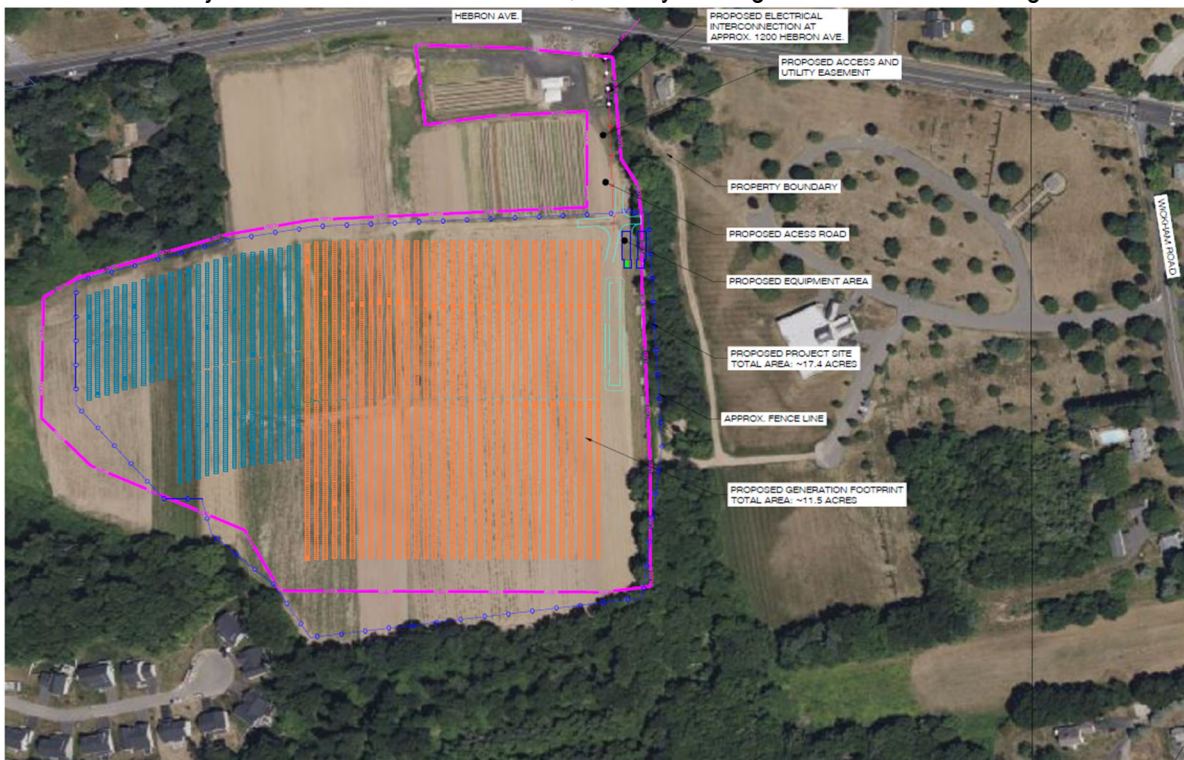 HEBRON AVE.
PROPOSED ELECTRICAL
INTERCONNECTION AT
APPROX. 1200 HEBRON AVE.
PROPOSED ACCESS AND
UTILITY EASEMENT
PROPERTY BOUNDARY
WICKHAM ROAD
PROPOSED ACESS ROAD
PROPOSED EQUIPMENT AREA
PROPOSED PROJECT SITE
TOTAL AREA: ~17.4 ACRES
APPROX. FENCE LINE
PROPOSED GENERATION FOOTPRINT
TOTAL AREA: ~11.5 ACRES